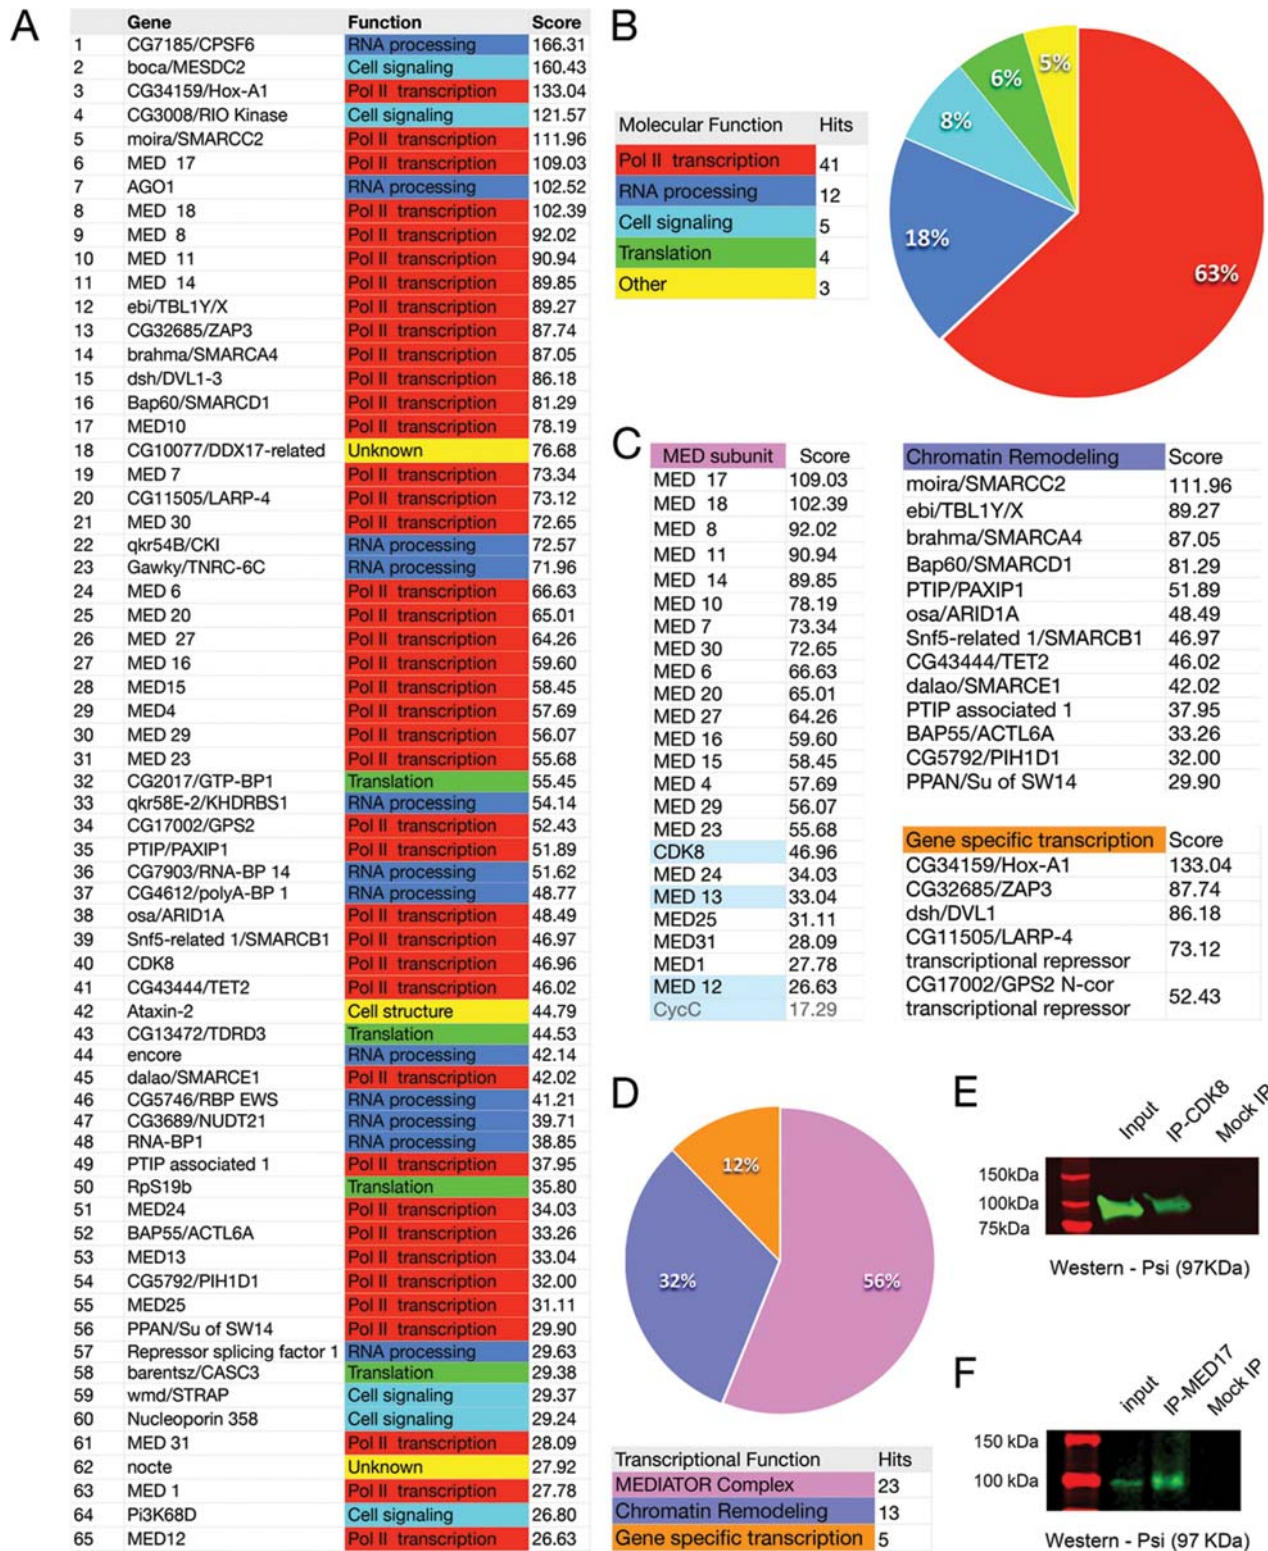 A
Gene Function Score
1 CG7185/CPSF6 RNA processing 166.31
2 boca/MESDC2 Cell signaling 160.43
3 CG34159/Hox-A1 Pol II transcription 133.04
4 CG3008/RIO Kinase Cell signaling 121.57
5 moira/SMARCC2 Pol II transcription 111.96
6 MED 17 Pol II transcription 109.03
7 AGO1 RNA processing 102.52
8 MED 18 Pol II transcription 102.39
9 MED 8 Pol II transcription 92.02
10 MED 11 Pol II transcription 90.94
11 MED 14 Pol II transcription 89.85
12 ebi/TBL1Y/X Pol II transcription 89.27
13 CG32685/ZAP3 Pol II transcription 87.74
14 brahma/SMARCA4 Pol II transcription 87.05
15 dsh/DVL1-3 Pol II transcription 86.18
16 Bap60/SMARCD1 Pol II transcription 81.29
17 MED10 Pol II transcription 78.19
18 CG10077/DDX17-related Unknown 76.68
19 MED 7 Pol II transcription 73.34
20 CG11505/LARP-4 Pol II transcription 73.12
21 MED 30 Pol II transcription 72.65
22 qkr54B/CKI RNA processing 72.57
23 Gawky/TNRC-6C RNA processing 71.96
24 MED 6 Pol II transcription 66.63
25 MED 20 Pol II transcription 65.01
26 MED 27 Pol II transcription 64.26
27 MED 16 Pol II transcription 59.60
28 MED15 Pol II transcription 58.45
29 MED4 Pol II transcription 57.69
30 MED 29 Pol II transcription 56.07
31 MED 23 Pol II transcription 55.68
32 CG2017/GTP-BP1 Translation 55.45
33 qkr58E-2/KHDRBS1 RNA processing 54.14
34 CG17002/GPS2 Pol II transcription 52.43
35 PTIP/PAXIP1 Pol II transcription 51.89
36 CG7903/RNA-BP 14 RNA processing 51.62
37 CG4612/polyA-BP 1 RNA processing 48.77
38 osa/ARID1A Pol II transcription 48.49
39 Snf5-related 1/SMARCB1 Pol II transcription 46.97
40 CDK8 Pol II transcription 46.96
41 CG43444/TET2 Pol II transcription 46.02
42 Ataxin-2 Cell structure 44.79
43 CG13472/TDRD3 Translation 44.53
44 encore RNA processing 42.14
45 dalao/SMARCE1 Pol II transcription 42.02
46 CG5746/RBP EWS RNA processing 41.21
47 CG3689/NUDT21 RNA processing 39.71
48 RNA-BP1 RNA processing 38.85
49 PTIP associated 1 Pol II transcription 37.95
50 RpS19b Translation 35.80
51 MED24 Pol II transcription 34.03
52 BAP55/ACTL6A Pol II transcription 33.26
53 MED13 Pol II transcription 33.04
54 CG5792/PIH1D1 Pol II transcription 32.00
55 MED25 Pol II transcription 31.11
56 PPAN/Su of SW14 Pol II transcription 29.90
57 Repressor splicing factor 1 RNA processing 29.63
58 barentsz/CASC3 Translation 29.38
59 wmd/STRAP Cell signaling 29.37
60 Nucleoporin 358 Cell signaling 29.24
61 MED 31 Pol II transcription 28.09
62 nocte Unknown 27.92
63 MED 1 Pol II transcription 27.78
64 Pi3K68D Cell signaling 26.80
65 MED12 Pol II transcription 26.63
B
Molecular Function Hits
Pol II transcription 41
RNA processing 12
Cell signaling 5
Translation 4
Other 3
5%
6%
8%
18%
63%
C
MED subunit Score
MED 17 109.03
MED 18 102.39
MED 8 92.02
MED 11 90.94
MED 14 89.85
MED 10 78.19
MED 7 73.34
MED 30 72.65
MED 6 66.63
MED 20 65.01
MED 27 64.26
MED 16 59.60
MED 15 58.45
MED 4 57.69
MED 29 56.07
MED 23 55.68
CDK8 46.96
MED 24 34.03
MED 13 33.04
MED25 31.11
MED31 28.09
MED1 27.78
MED 12 26.63
CycC 17.29
Chromatin Remodeling Score
moira/SMARCC2 111.96
ebi/TBL1Y/X 89.27
brahma/SMARCA4 87.05
Bap60/SMARCD1 81.29
PTIP/PAXIP1 51.89
osa/ARID1A 48.49
Snf5-related 1/SMARCB1 46.97
CG43444/TET2 46.02
dalao/SMARCE1 42.02
PTIP associated 1 37.95
BAP55/ACTL6A 33.26
CG5792/PIH1D1 32.00
PPAN/Su of SW14 29.90
Gene specific transcription Score
CG34159/Hox-A1 133.04
CG32685/ZAP3 87.74
dsh/DVL1 86.18
CG11505/LARP-4
transcriptional repressor 73.12
CG17002/GPS2 N-cor
transcriptional repressor 52.43
D
12%
32%
56%
Transcriptional Function Hits
MEDIATOR Complex 23
Chromatin Remodeling 13
Gene specific transcription 5
E
Input IP-CDK8 Mock IP
150kDa
100kDa
75kDa
Western - Psi (97KDa)
F
input IP-MED17 Mock IP
150 kDa
100 kDa
Western - Psi (97 KDa)